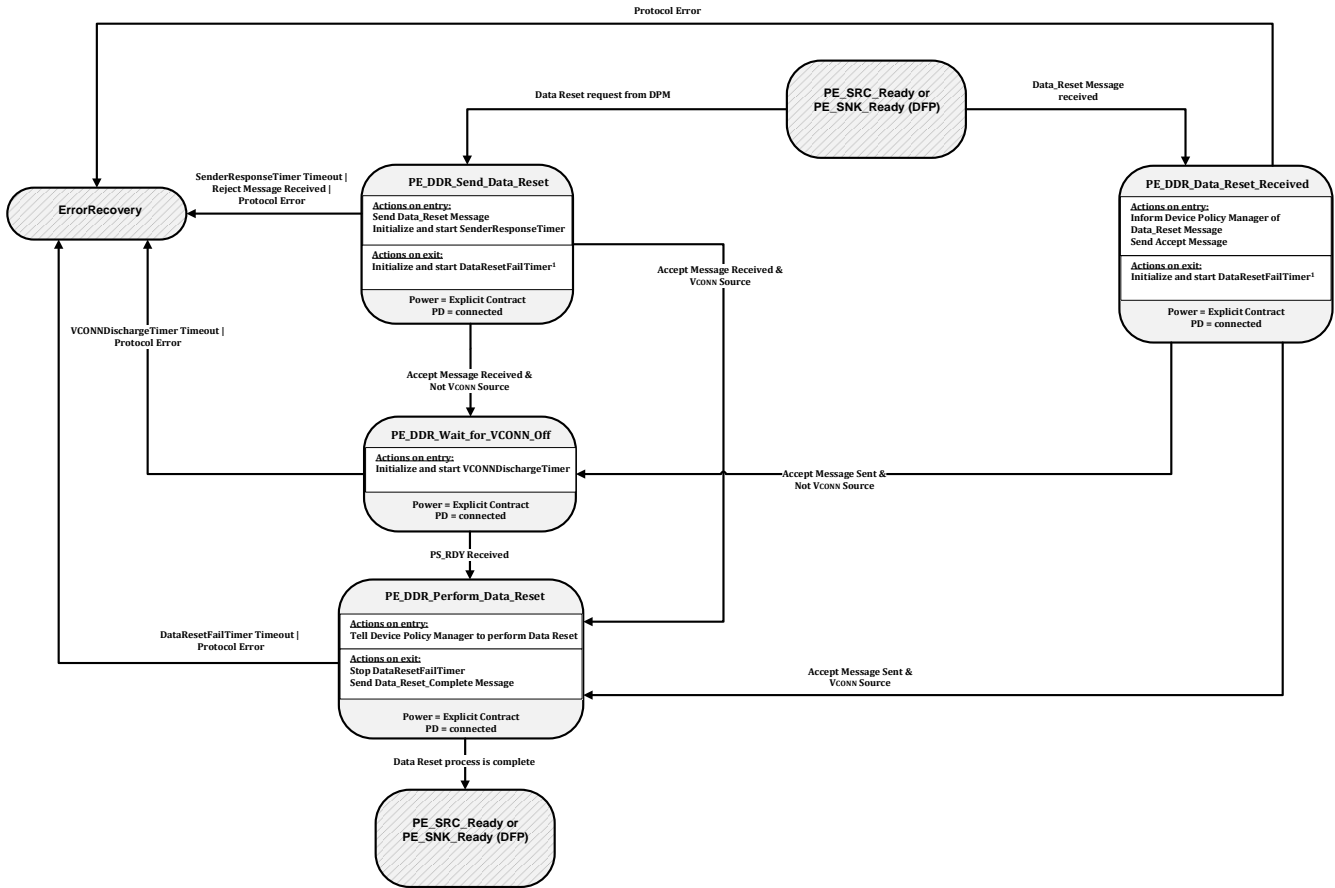 Protocol Error
PE_SRC_Ready or
PE_SNK_Ready (DFP)
Data Reset request from DPM
Data_Reset Message
received
SenderResponseTimer Timeout |
Reject Message Received |
Protocol Error
ErrorRecovery
PE_DDR_Send_Data_Reset
Actions on entry:
Send Data_Reset Message
Initialize and start SenderResponseTimer
Actions on exit:
Initialize and start DataResetFailTimer¹
Power = Explicit Contract
PD = connected
PE_DDR_Data_Reset_Received
Actions on entry:
Inform Device Policy Manager of
Data_Reset Message
Send Accept Message
Actions on exit:
Initialize and start DataResetFailTimer¹
Power = Explicit Contract
PD = connected
Accept Message Received &
VCONN Source
VCONNDischargeTimer Timeout |
Protocol Error
Accept Message Received &
Not VCONN Source
PE_DDR_Wait_for_VCONN_Off
Actions on entry:
Initialize and start VCONNDischargeTimer
Power = Explicit Contract
PD = connected
Accept Message Sent &
Not VCONN Source
PS_RDY Received
PE_DDR_Perform_Data_Reset
Actions on entry:
Tell Device Policy Manager to perform Data Reset
Actions on exit:
Stop DataResetFailTimer
Send Data_Reset_Complete Message
Power = Explicit Contract
PD = connected
DataResetFailTimer Timeout |
Protocol Error
Accept Message Sent &
VCONN Source
Data Reset process is complete
PE_SRC_Ready or
PE_SNK_Ready (DFP)